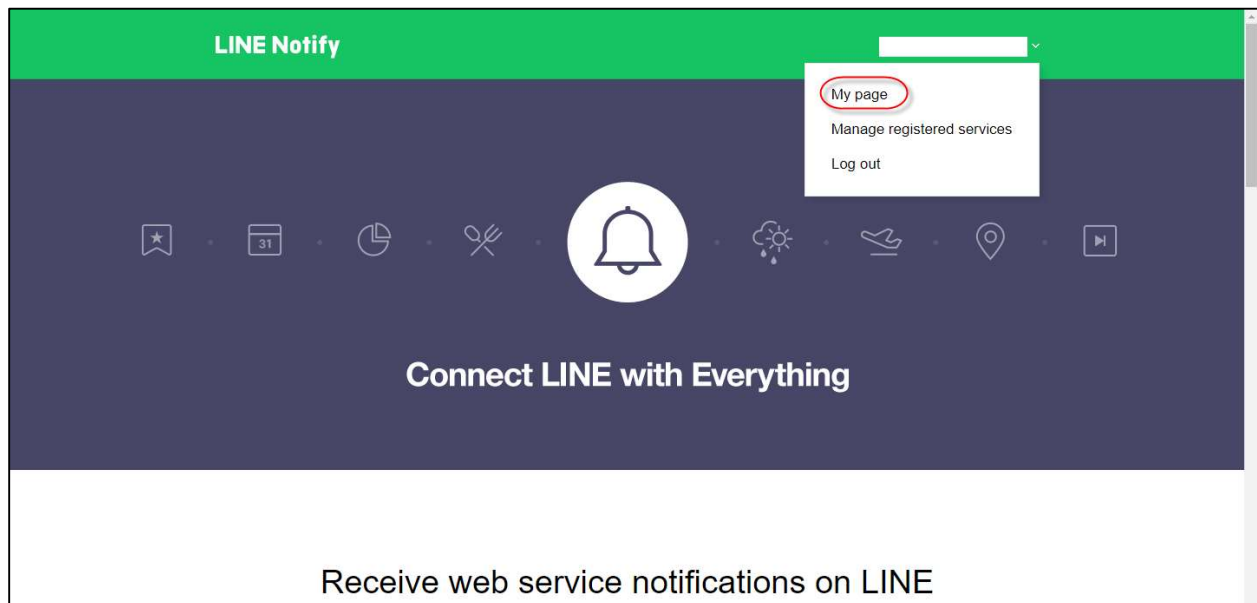 LINE Notify
My page
Manage registered services
Log out
31
Connect LINE with Everything
Receive web service notifications on LINE